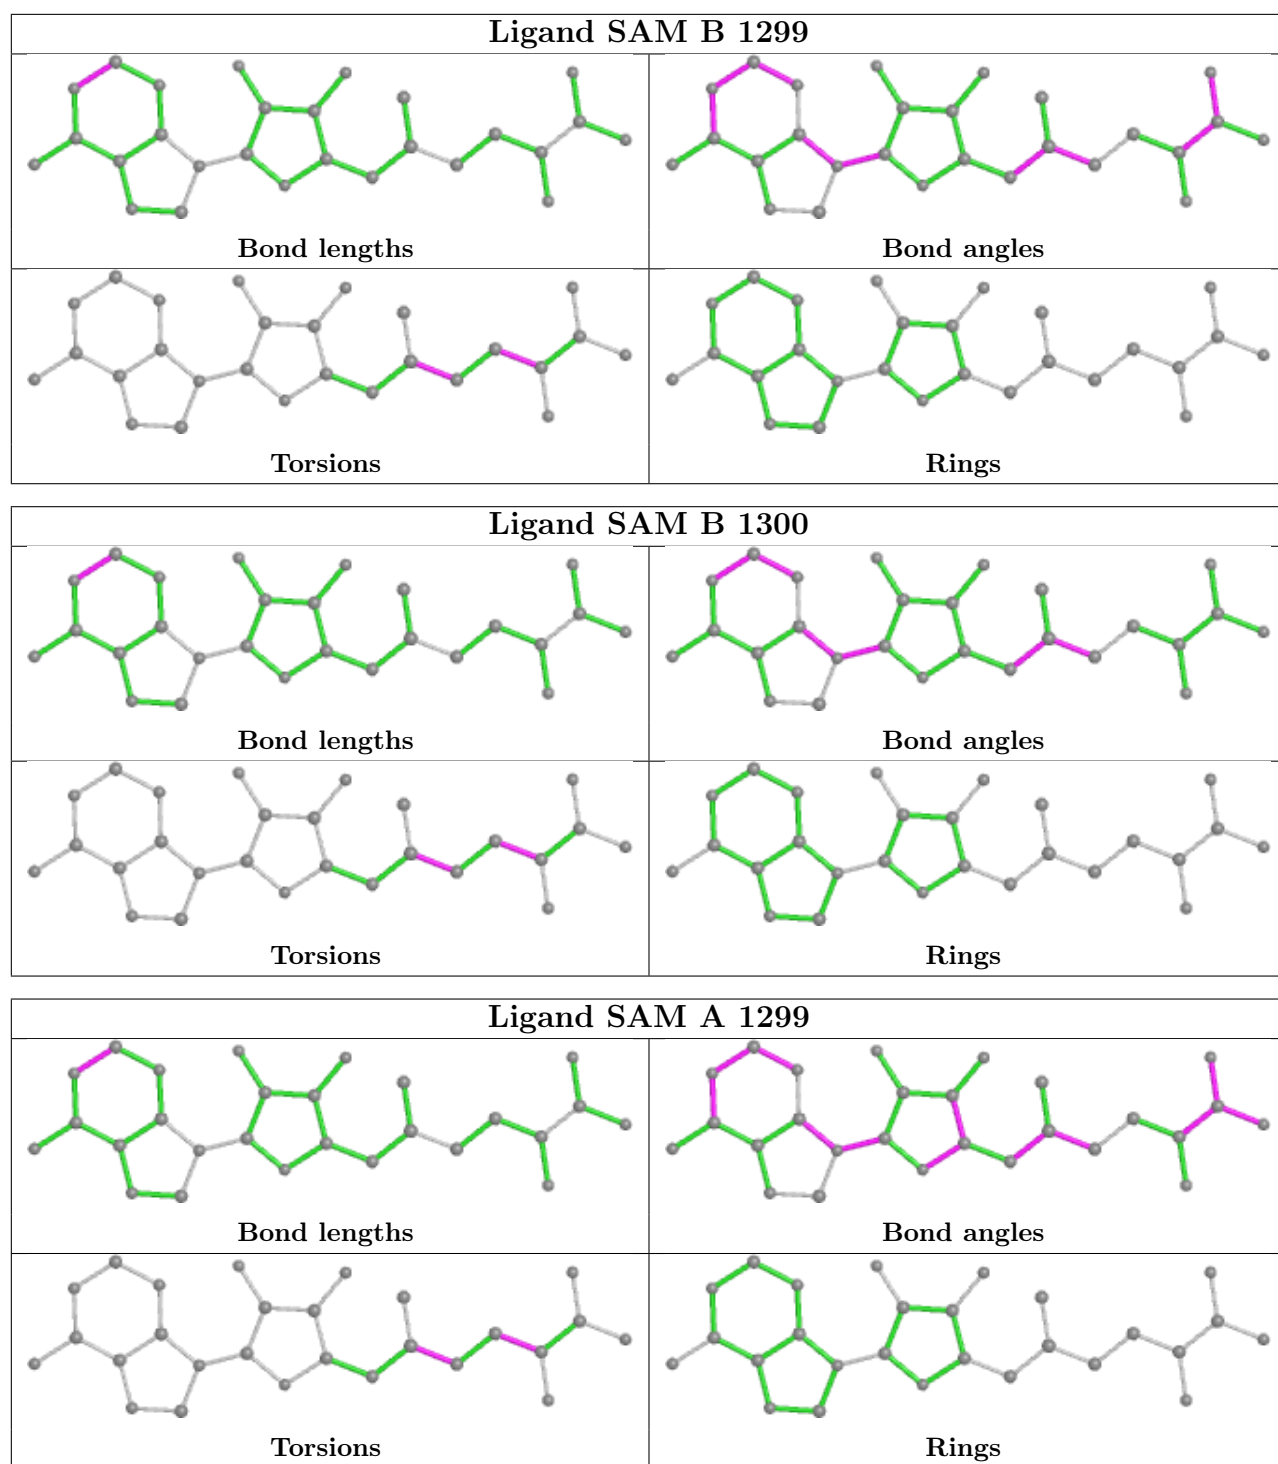 Ligand SAM B 1299
Bond lengths
Bond angles
Torsions
Rings
Ligand SAM B 1300
Bond lengths
Bond angles
Torsions
Rings
Ligand SAM A 1299
Bond lengths
Bond angles
Torsions
Rings